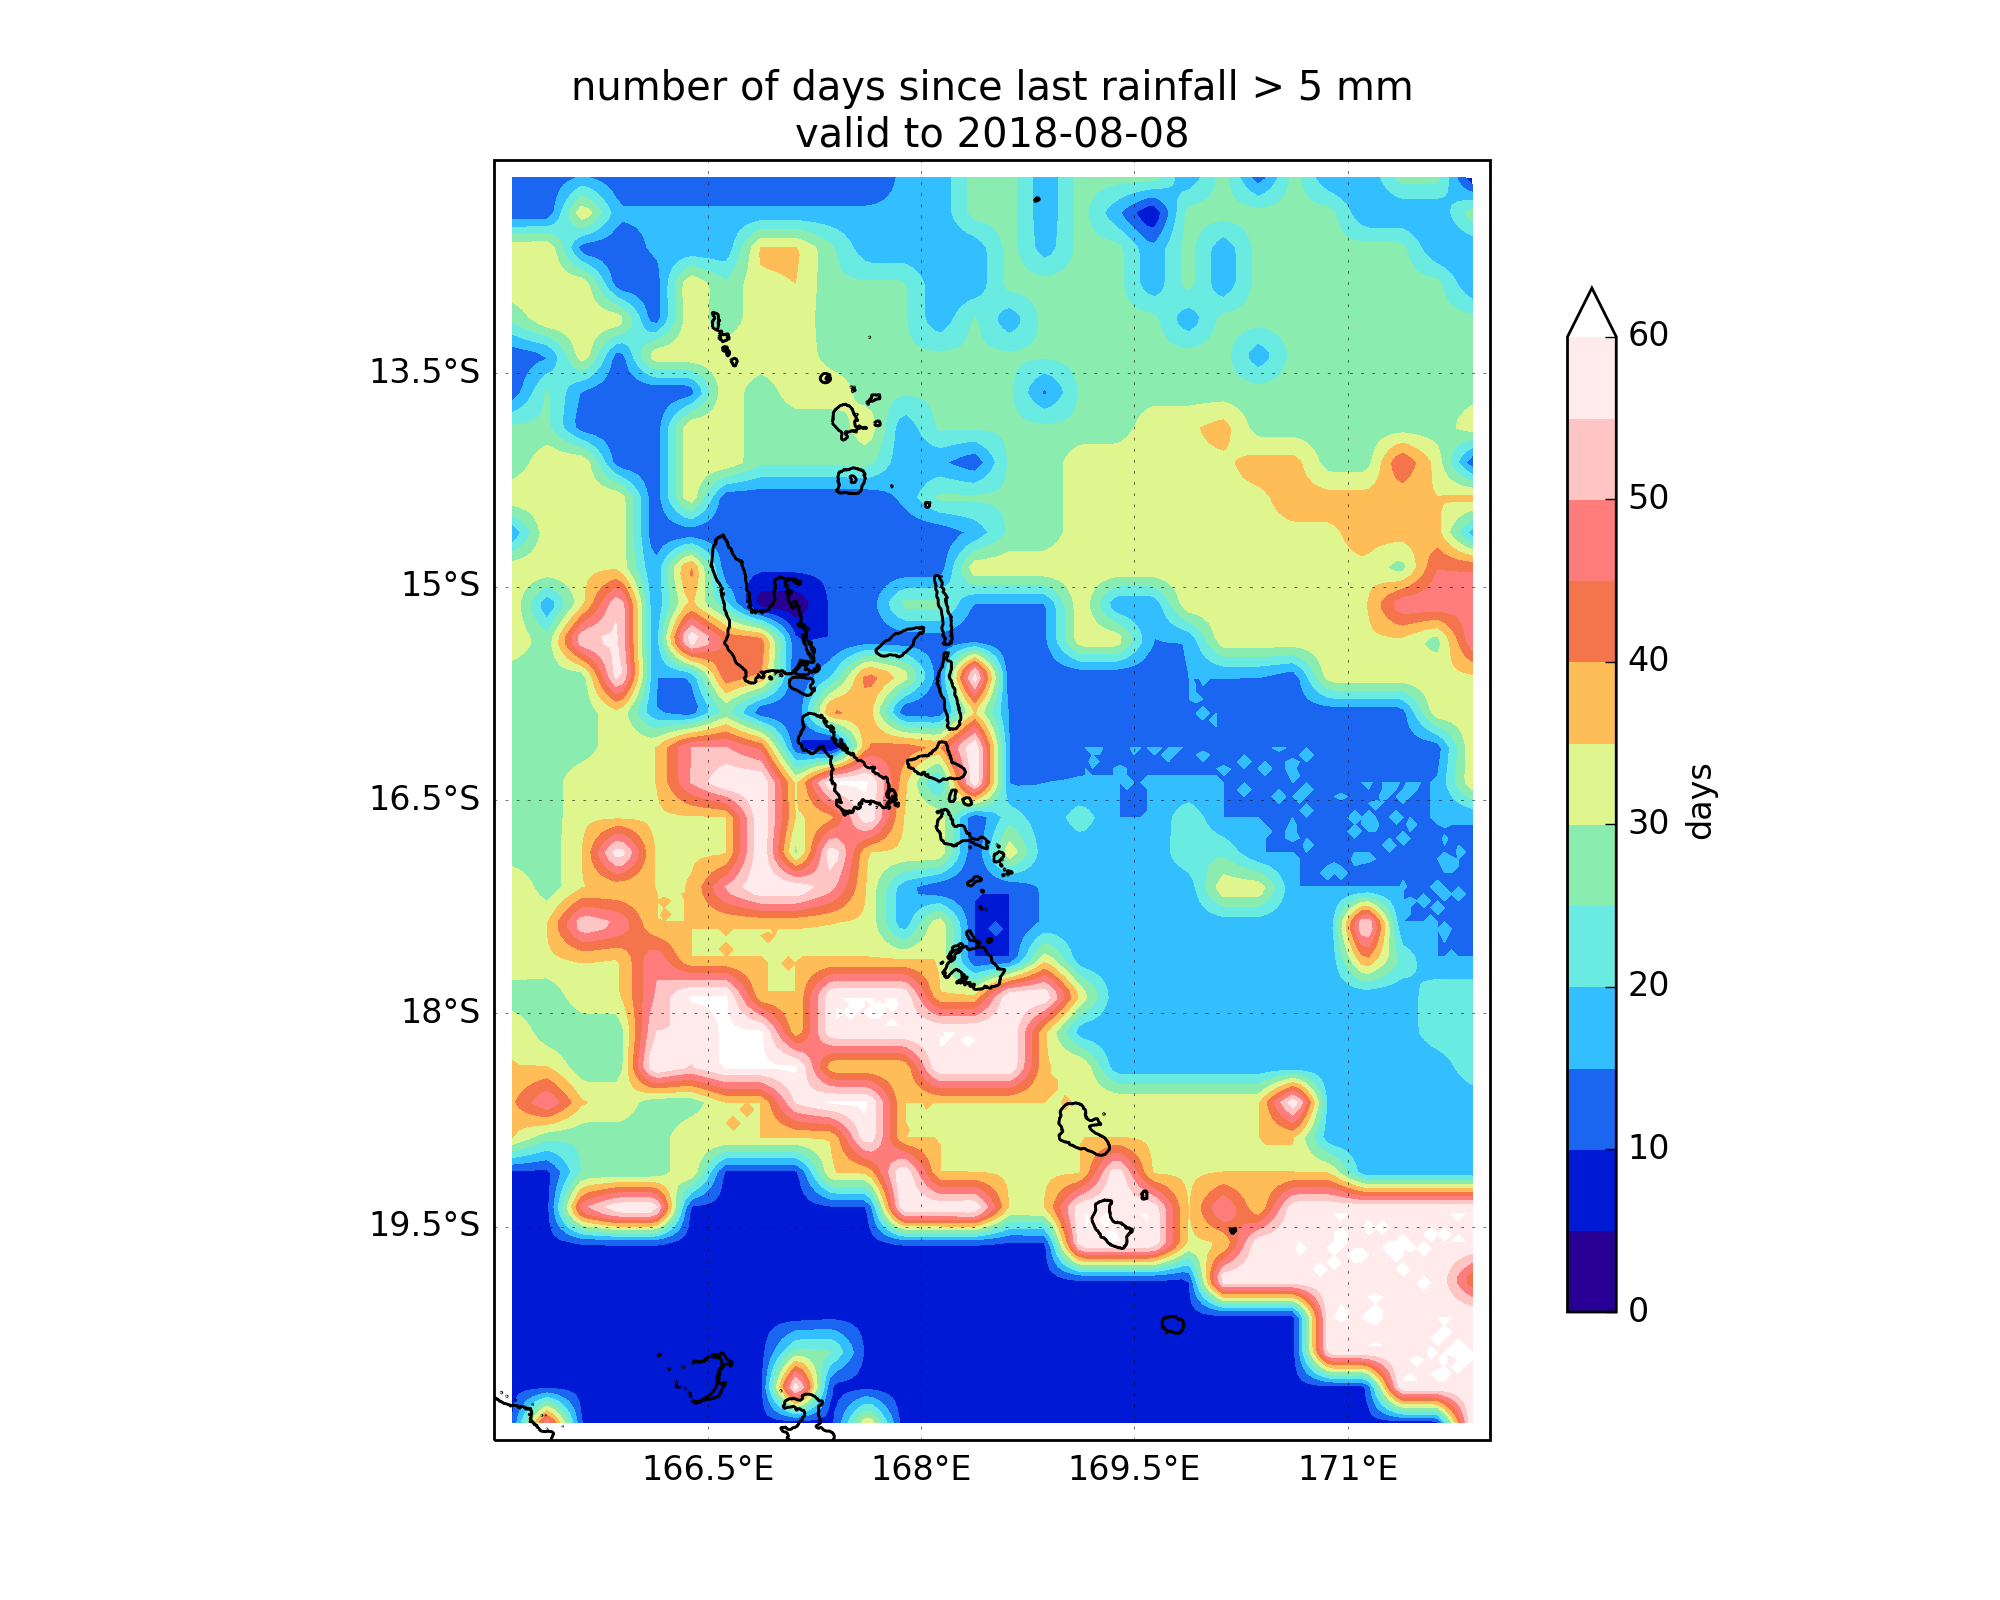 number of days since last rainfall > 5 mm
valid to 2018-08-08
13.5°S
15°S
16.5°S
18°S
19.5°S
166.5°E
168°E
169.5°E
171°E
60
50
40
30
20
10
0
days